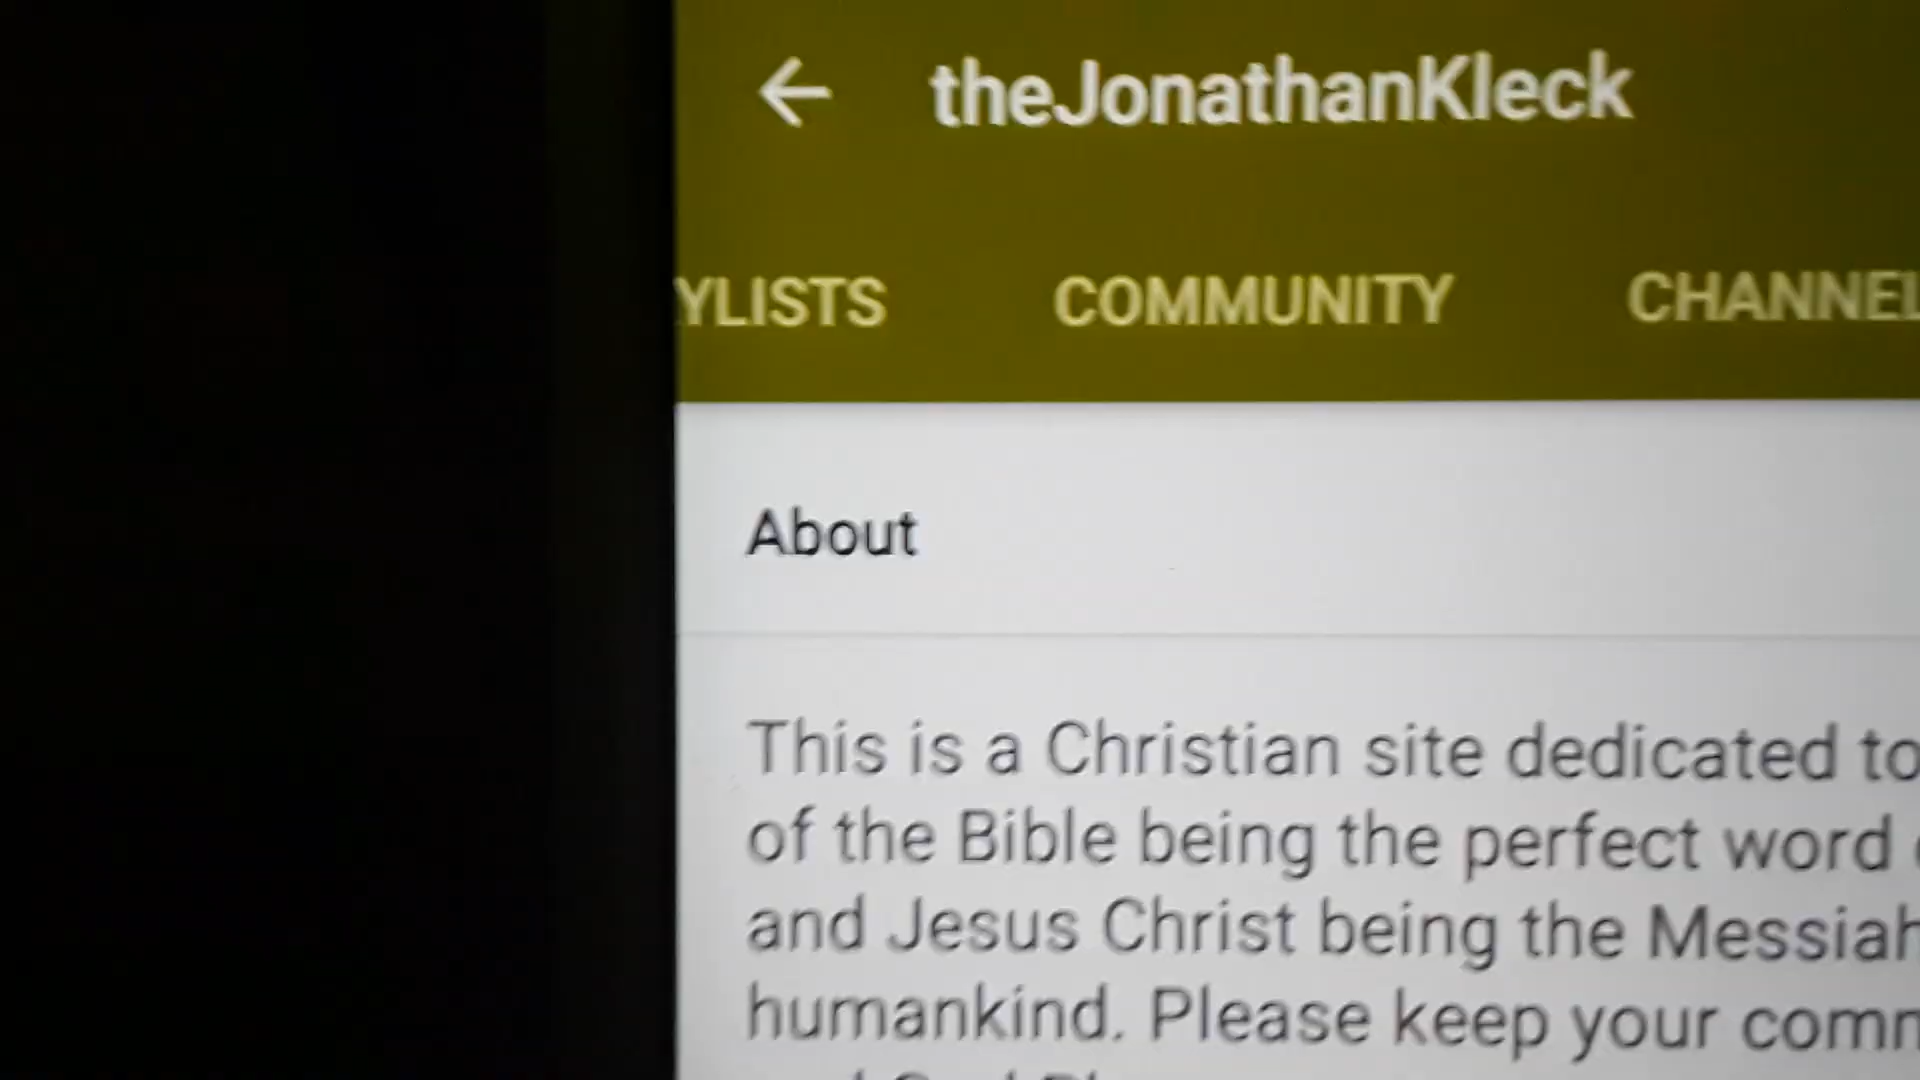 theJonathanKleck
YLISTS COMMUNITY CHANNEL
About
This is a Christian site dedicated to
of the Bible being the perfect word
and Jesus Christ being the Messiah
humankind. Please keep your comm